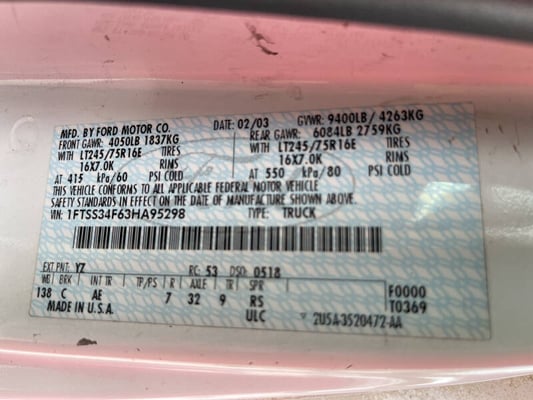 MFD. BY FORD MOTOR CO. DATE: 02/03 GVWR: 9400LB / 4263KG
FRONT GAWR: 4050LB 1837KG REAR GAWR: 6084LB 2759KG
WITH LT245/75R16E TIRES WITH LT245/75R16E TIRES
16X7.0K RIMS 16X7.0K RIMS
AT 415 kPa/60 PSI COLD AT 550 kPa/80 PSI COLD
THIS VEHICLE CONFORMS TO ALL APPLICABLE FEDERAL MOTOR VEHICLE
SAFETY STANDARDS IN EFFECT ON THE DATE OF MANUFACTURE SHOWN ABOVE.
1FTSS34F63HA95298 TYPE: TRUCK
EXT PNT: YZ RC: 53 DSO: 0518
WB BRK INT TR TP/PS R AXLE TR SPR F0000
138 C AE 7 32 9 RS T0369
MADE IN U.S.A. ULC 2U5A-3520472-AA